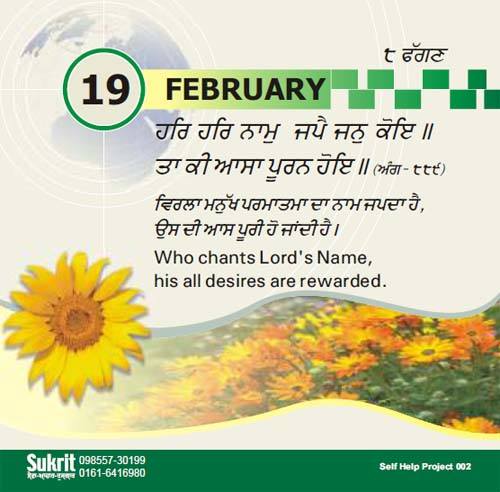 ੮ ਫੱਗਣ
19 FEBRUARY
ਹਰਿ ਹਰਿ ਨਾਮੁ ਜਪੈ ਜਨੁ ਕੋਇ ॥
ਤਾ ਕੀ ਆਸਾ ਪੂਰਨ ਹੋਇ ॥ (ਅੰਗ - ੮੮੯)
ਵਿਰਲਾ ਮਨੁੱਖ ਪਰਮਾਤਮਾ ਦਾ ਨਾਮ ਜਪਦਾ ਹੈ,
ਉਸ ਦੀ ਆਸ ਪੂਰੀ ਹੋ ਜਾਂਦੀ ਹੈ।
Who chants Lord's Name,
his all desires are rewarded.
Sukrit 098557-30199
0161-6416980
Self Help Project 002